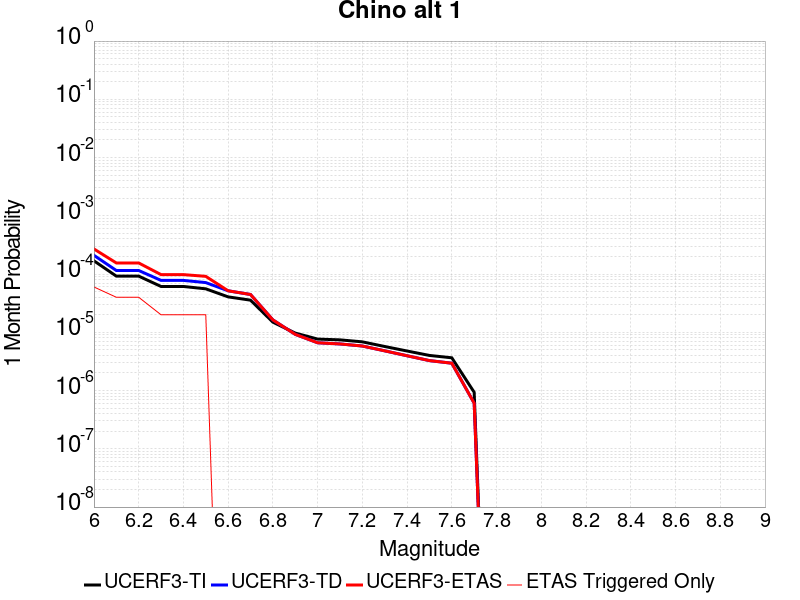 Chino alt 1
10^0
10^-1
10^-2
10^-3
10^-4
10^-5
10^-6
10^-7
10^-8
1 Month Probability
6 6.2 6.4 6.6 6.8 7 7.2 7.4 7.6 7.8 8 8.2 8.4 8.6 8.8 9
Magnitude
UCERF3-TI UCERF3-TD UCERF3-ETAS ETAS Triggered Only